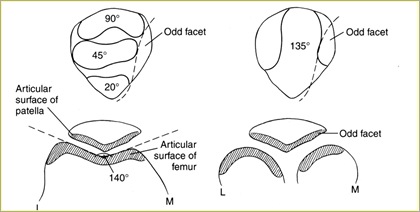 90°
Odd facet
45°
20°
135°
Odd facet
Articular
surface of
patella
Articular
surface of
femur
140°
M
Odd facet
L
M